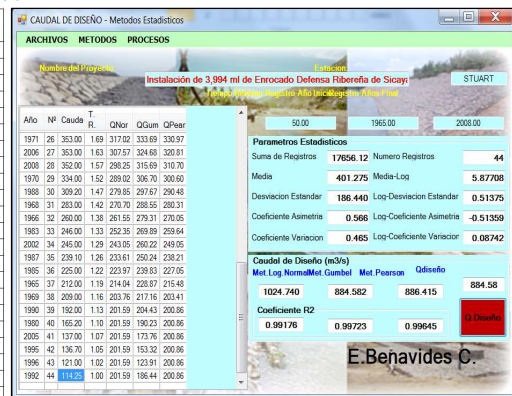 CAUDAL DE DISEÑO - Metodos Estadisticos
ARCHIVOS METODOS PROCESOS
Nombre del Proyecto:
Estacion:
Instalación de 3,994 ml de Enrocado Defensa Ribereña de Sicaya
STUART
50.00 1965.00 2008.00
Año Nº Cauda T. R. QNor QGum QPear
1971 26 353.00 1.69 317.02 333.69 330.97
2006 27 353.00 1.63 307.57 324.68 320.81
2008 28 352.00 1.57 298.25 315.69 310.70
1970 29 334.00 1.52 289.02 306.70 300.60
1988 30 309.20 1.47 279.85 297.67 290.48
1968 31 283.00 1.42 270.70 288.55 280.31
1966 32 260.00 1.38 261.55 279.31 270.05
1983 33 246.00 1.33 252.35 269.89 259.64
2002 34 245.00 1.29 243.05 260.22 249.05
1987 35 239.10 1.26 233.61 250.24 238.21
1986 36 225.00 1.22 223.97 239.83 227.05
1965 37 212.00 1.19 214.04 228.87 215.48
1969 38 209.00 1.16 203.76 217.16 203.41
1990 39 192.00 1.13 201.59 204.43 200.86
1980 40 165.20 1.10 201.59 190.23 200.86
2005 41 137.00 1.07 201.59 173.76 200.86
1995 42 136.70 1.05 201.59 153.32 200.86
1996 43 121.00 1.02 201.59 123.91 200.86
1992 44 114.25 1.00 201.59 186.44 200.86
Parametros Estadisticos
Suma de Registros 17656.12 Numero Registros 44
Media 401.275 Media-Log 5.87708
Desviacion Estandar 186.440 Log-Desviacion Estandar 0.51375
Coeficiente Asimetria 0.566 Log-Coeficiente Asimetria -0.51359
Coeficiente Variacion 0.465 Log-Coeficiente Variacion 0.08742
Caudal de Diseño (m3/s)
Met.Log.Normal Met.Gumbel Met.Pearson Qdiseño
1024.740 884.582 886.415 884.58
Coeficiente R2
0.99176 0.99723 0.99645
Q.Diseño
E.Benavides C.